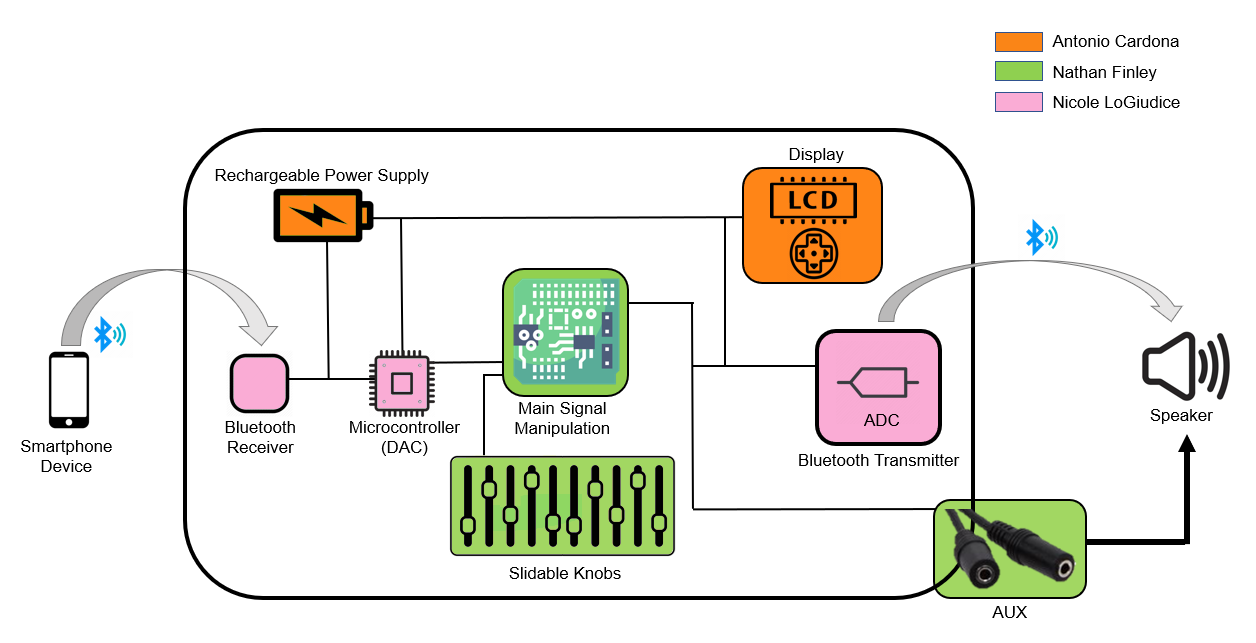 Antonio Cardona
Nathan Finley
Nicole LoGiudice
Display
Rechargeable Power Supply
LCD
Smartphone
Device
Bluetooth
Receiver
Microcontroller
(DAC)
Main Signal
Manipulation
ADC
Bluetooth Transmitter
Speaker
Slidable Knobs
AUX